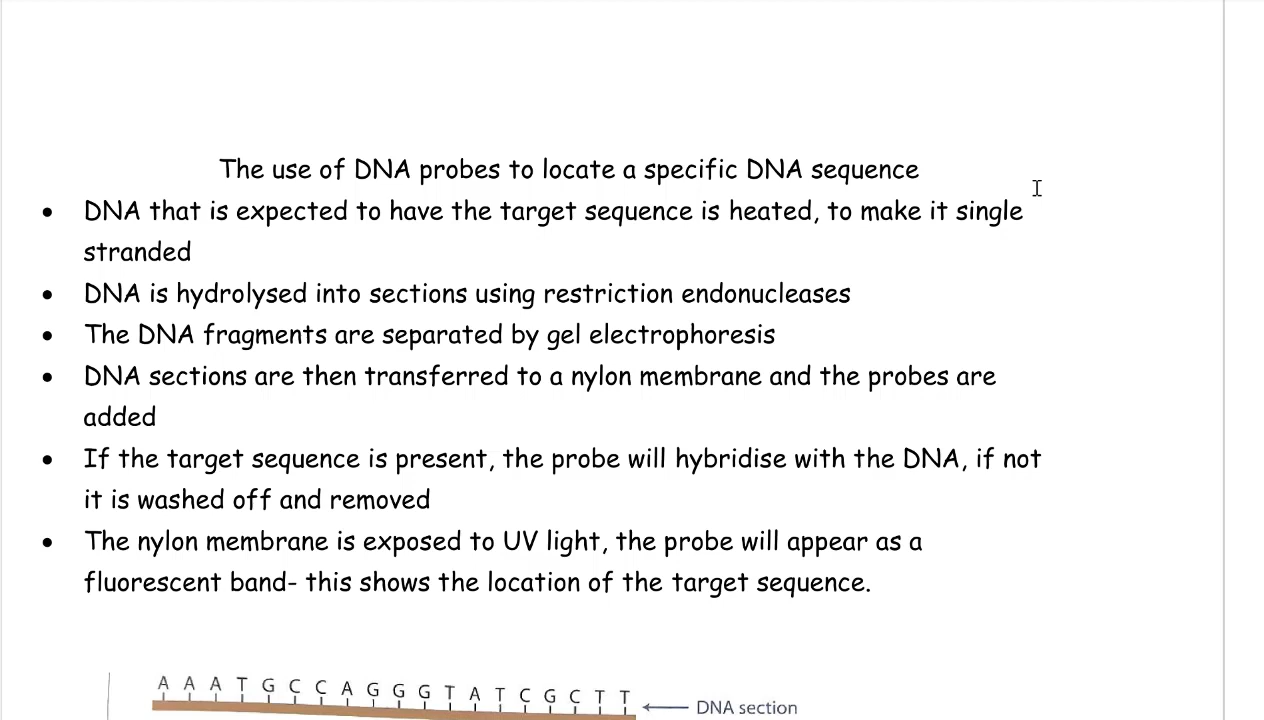 The use of DNA probes to locate a specific DNA sequence
• DNA that is expected to have the target sequence is heated, to make it single
stranded
• DNA is hydrolysed into sections using restriction endonucleases
• The DNA fragments are separated by gel electrophoresis
• DNA sections are then transferred to a nylon membrane and the probes are
added
• If the target sequence is present, the probe will hybridise with the DNA, if not
it is washed off and removed
• The nylon membrane is exposed to UV light, the probe will appear as a
fluorescent band- this shows the location of the target sequence.
A A A T G C C A G G G T A T C G C T T
DNA section